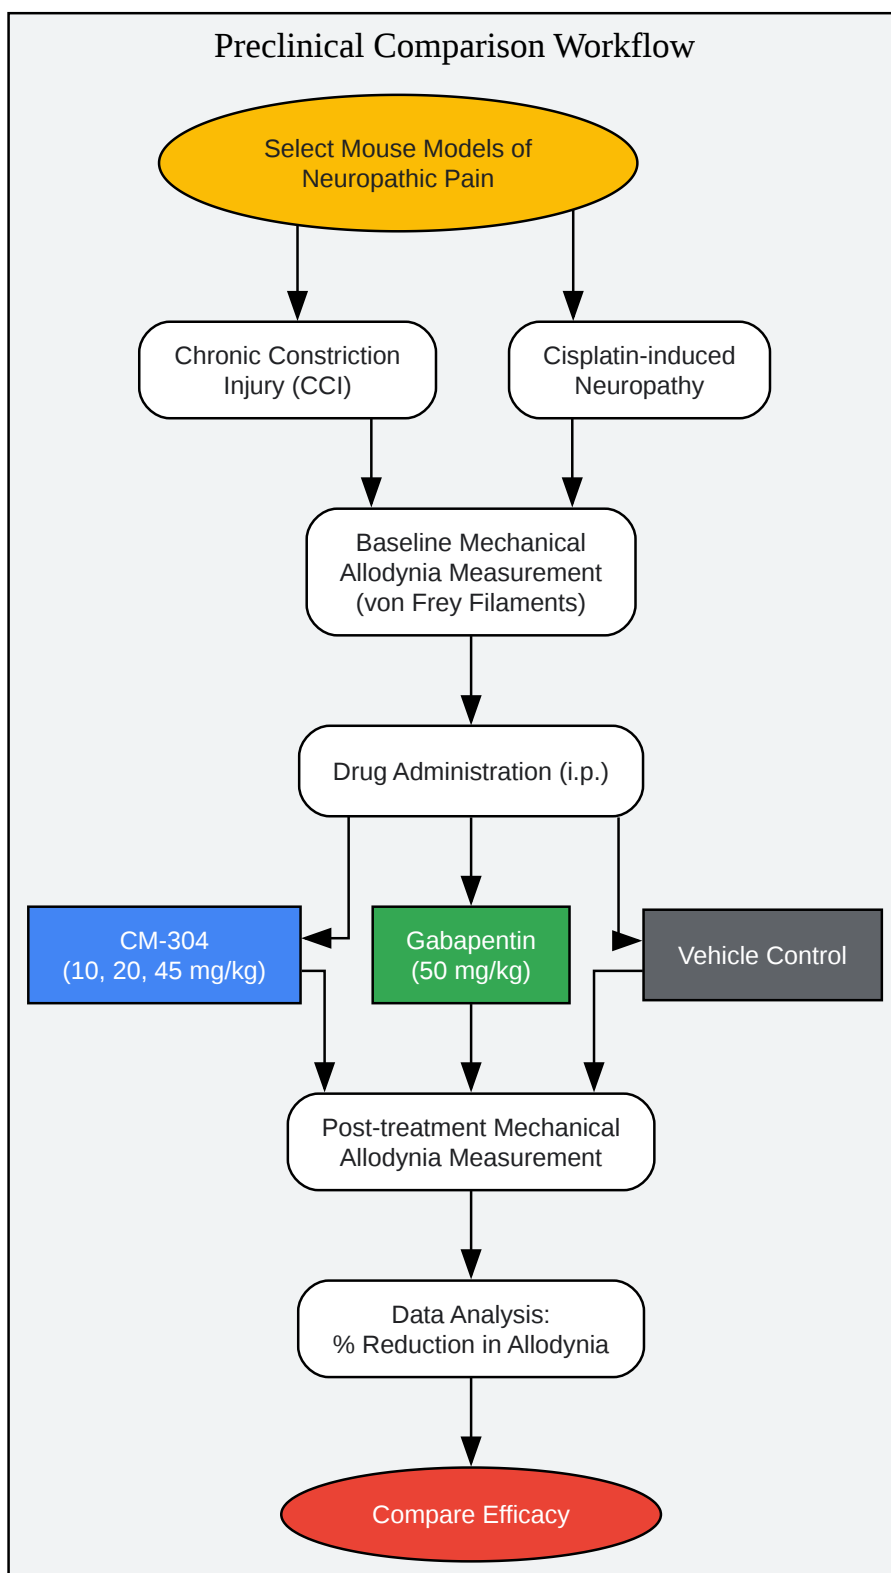 Preclinical Comparison Workflow
Select Mouse Models of
Neuropathic Pain
Chronic Constriction
Injury (CCI)
Cisplatin-induced
Neuropathy
Baseline Mechanical
Allodynia Measurement
(von Frey Filaments)
Drug Administration (i.p.)
CM-304
(10, 20, 45 mg/kg)
Gabapentin
(50 mg/kg)
Vehicle Control
Post-treatment Mechanical
Allodynia Measurement
Data Analysis:
% Reduction in Allodynia
Compare Efficacy